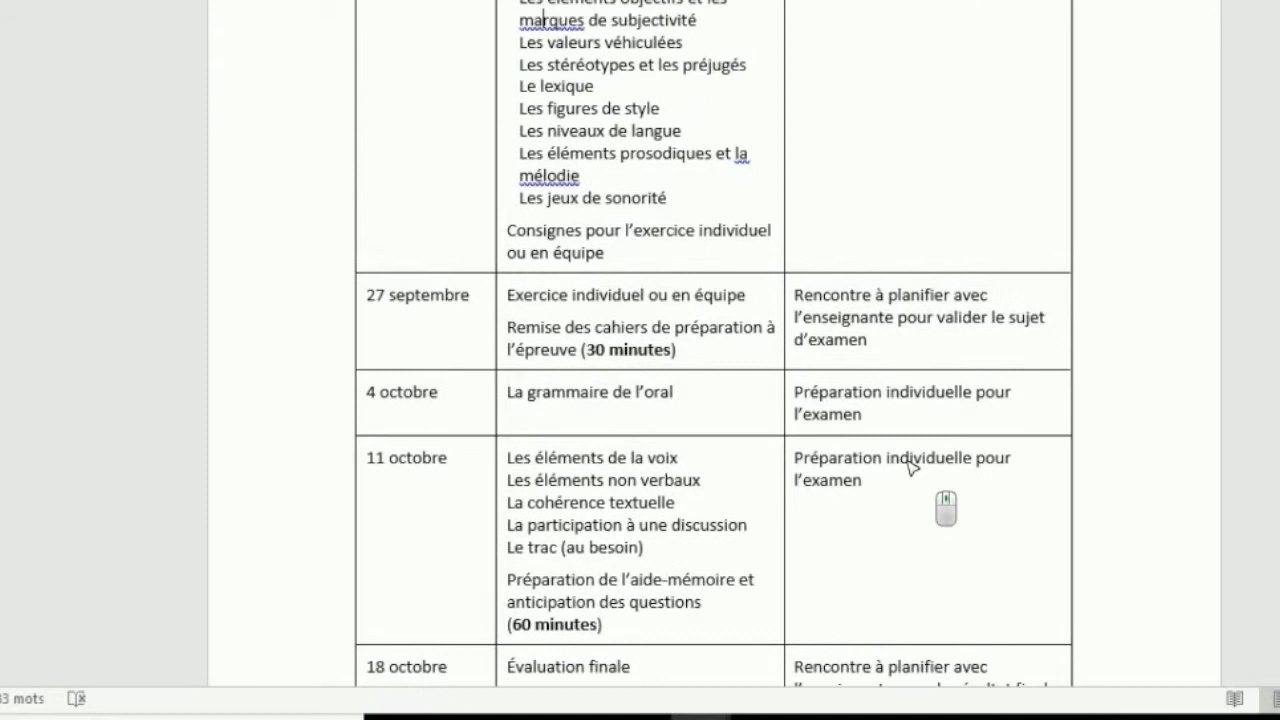 Les éléments objectifs et les
marques de subjectivité
Les valeurs véhiculées
Les stéréotypes et les préjugés
Le lexique
Les figures de style
Les niveaux de langue
Les éléments prosodiques et la
mélodie
Les jeux de sonorité
Consignes pour l'exercice individuel
ou en équipe
27 septembre
Exercice individuel ou en équipe
Remise des cahiers de préparation à
l'épreuve (30 minutes)
Rencontre à planifier avec
l'enseignante pour valider le sujet
d'examen
4 octobre
La grammaire de l'oral
Préparation individuelle pour
l'examen
11 octobre
Les éléments de la voix
Les éléments non verbaux
La cohérence textuelle
La participation à une discussion
Le trac (au besoin)
Préparation de l'aide-mémoire et
anticipation des questions
(60 minutes)
Préparation individuelle pour
l'examen
18 octobre
Évaluation finale
Rencontre à planifier avec
mots